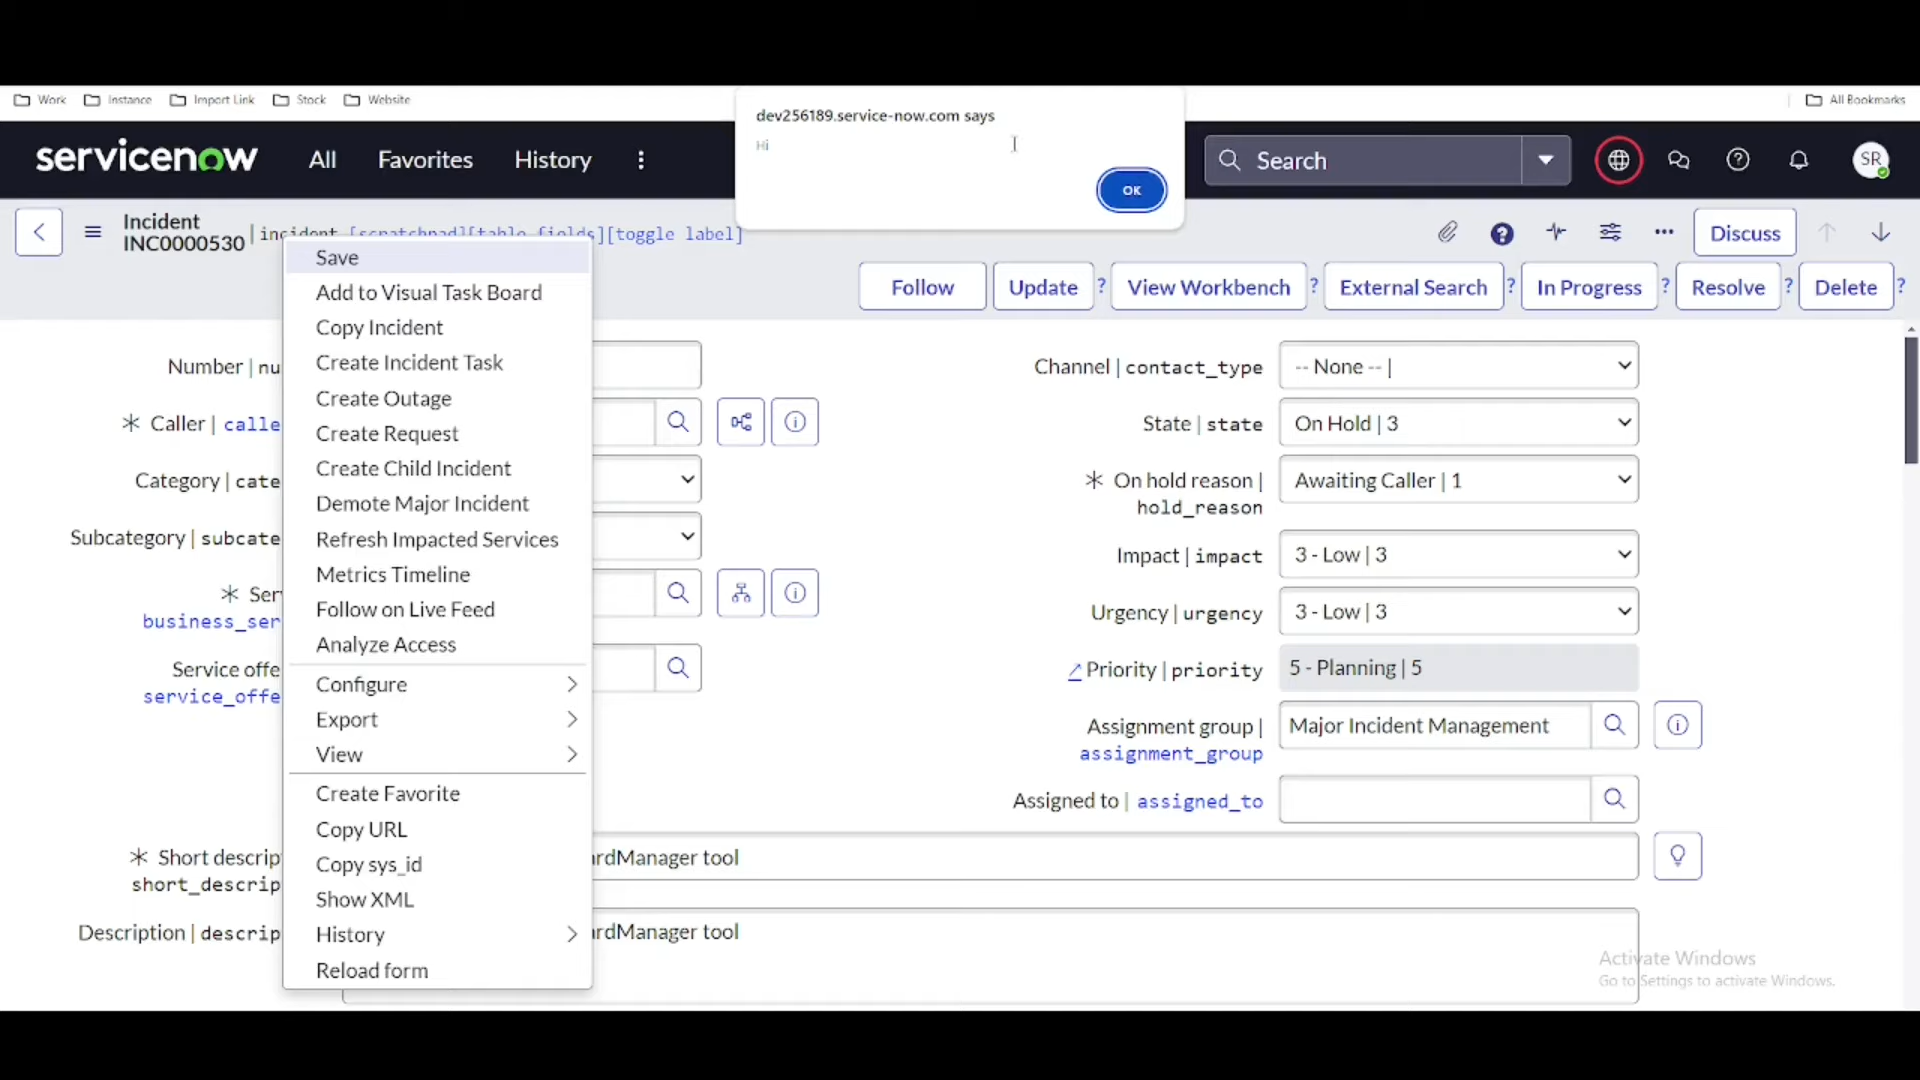 Work Instance Import Link Stock Website All Bookmarks
dev256189.service-now.com says
Hi
OK
servicenow All Favorites History Search SR
Incident
INC0000530
incident [scratchpad][table fields][toggle label]
Discuss
Follow Update ? View Workbench ? External Search ? In Progress ? Resolve ? Delete ?
Save
Add to Visual Task Board
Copy Incident
Create Incident Task
Create Outage
Create Request
Create Child Incident
Demote Major Incident
Refresh Impacted Services
Metrics Timeline
Follow on Live Feed
Analyze Access
Configure
Export
View
Create Favorite
Copy URL
Copy sys_id
Show XML
History
Reload form
Number | nu
* Caller | calle
Category | cate
Subcategory | subcate
* Ser
business_ser
Service offe
service_offe
* Short descrip
short_descrip
rdManager tool
Description | descrip
rdManager tool
Channel | contact_type -- None -- |
State | state On Hold | 3
* On hold reason | Awaiting Caller | 1
hold_reason
Impact | impact 3 - Low | 3
Urgency | urgency 3 - Low | 3
Priority | priority 5 - Planning | 5
Assignment group | Major Incident Management
assignment_group
Assigned to | assigned_to
Activate Windows
Go to Settings to activate Windows.